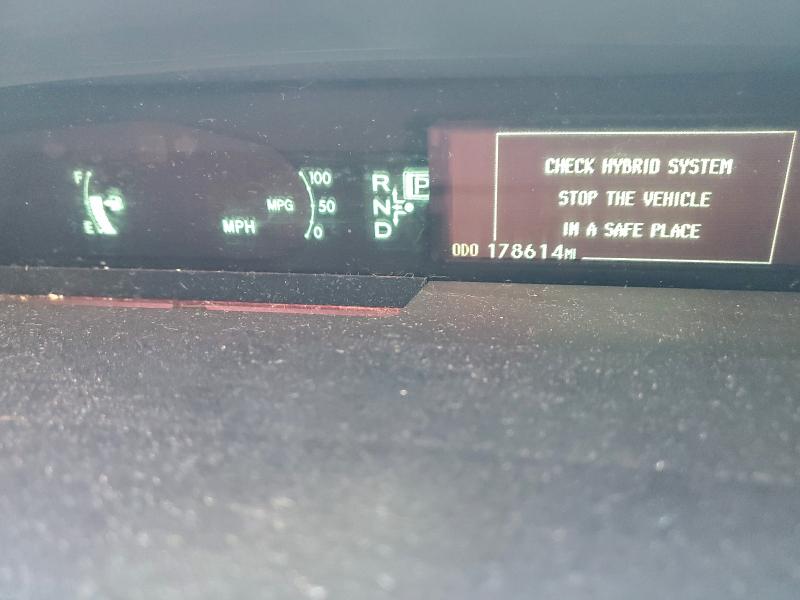 F
E
MPH
MPG
100
50
0
R
N
D
P
CHECK HYBRID SYSTEM
STOP THE VEHICLE
IN A SAFE PLACE
ODO 178614MI